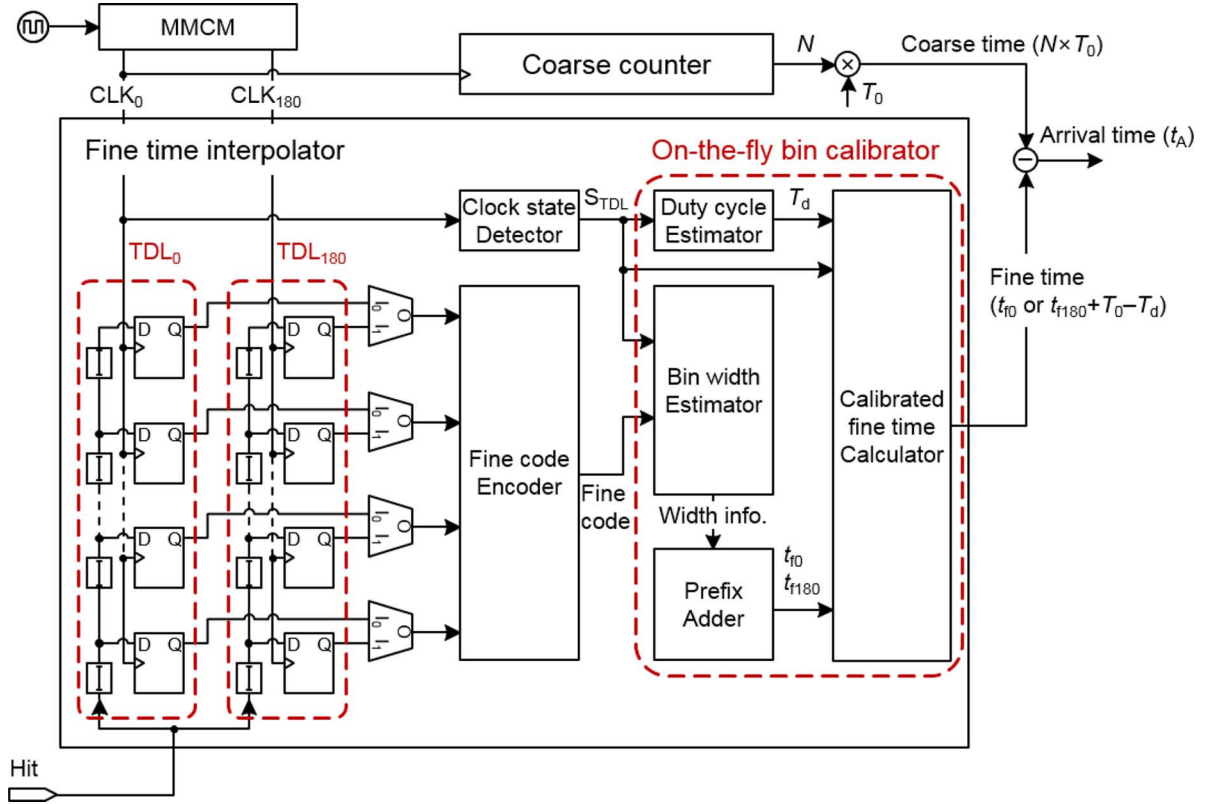 MMCM
Coarse counter
N
T₀
Coarse time (N×T₀)
CLK₀
CLK₁₈₀
Arrival time (tA)
Fine time interpolator
On-the-fly bin calibrator
Clock state
Detector
STDL
Duty cycle
Estimator
Td
TDL₀
TDL₁₈₀
Fine time
(tf0 or tf180+T₀–Td)
D Q
D Q
I₀
I₁
O
D Q
D Q
I₀
I₁
O
D Q
D Q
I₀
I₁
O
D Q
D Q
I₀
I₁
O
Fine code
Encoder
Fine
code
Bin width
Estimator
Width info.
Prefix
Adder
tf0
tf180
Calibrated
fine time
Calculator
Hit